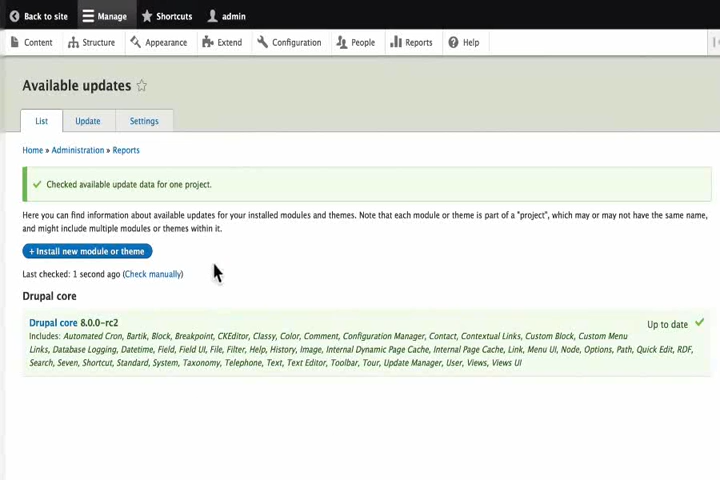 Back to site Manage Shortcuts admin
Content Structure Appearance Extend Configuration People Reports Help
Available updates
List Update Settings
Home » Administration » Reports
Checked available update data for one project.
Here you can find information about available updates for your installed modules and themes. Note that each module or theme is part of a "project", which may or may not have the same name,
and might include multiple modules or themes within it.
+ Install new module or theme
Last checked: 1 second ago (Check manually)
Drupal core
Drupal core 8.0.0-rc2
Up to date
Includes: Automated Cron, Bartik, Block, Breakpoint, CKEditor, Classy, Color, Comment, Configuration Manager, Contact, Contextual Links, Custom Block, Custom Menu
Links, Database Logging, Datetime, Field, Field UI, File, Filter, Help, History, Image, Internal Dynamic Page Cache, Internal Page Cache, Link, Menu UI, Node, Options, Path, Quick Edit, RDF,
Search, Seven, Shortcut, Standard, System, Taxonomy, Telephone, Text, Text Editor, Toolbar, Tour, Update Manager, User, Views, Views UI